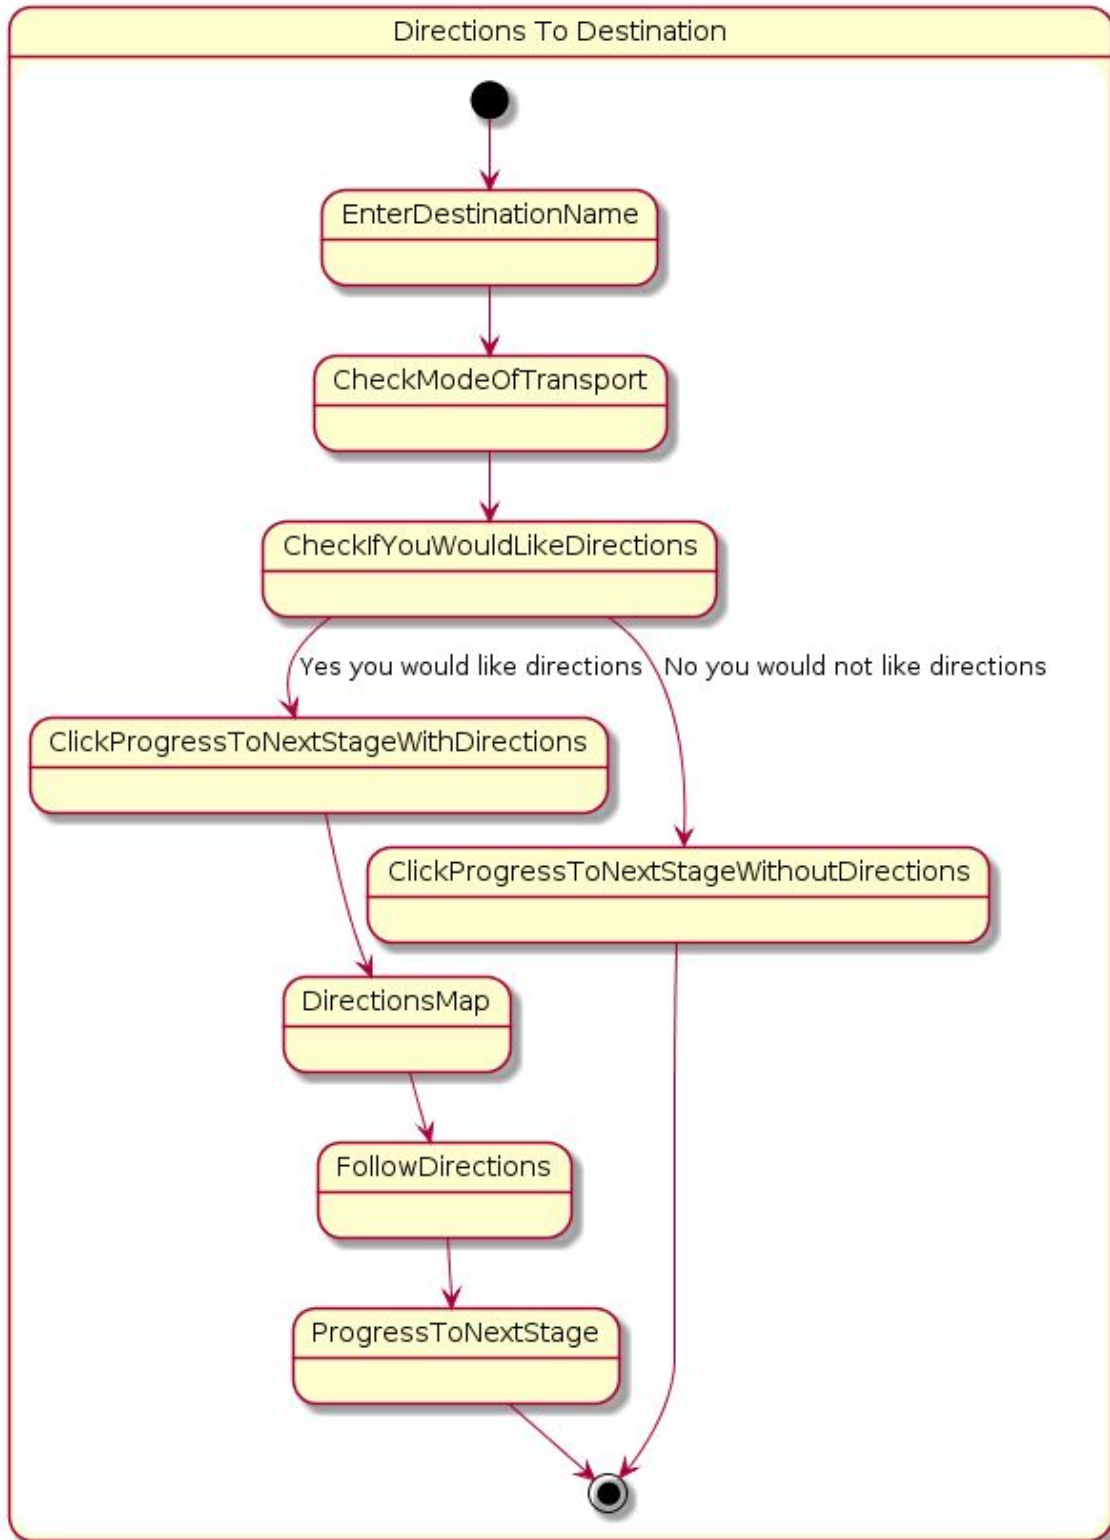 Directions To Destination
EnterDestinationName
CheckModeOfTransport
CheckIfYouWouldLikeDirections
Yes you would like directions
No you would not like directions
ClickProgressToNextStageWithDirections
ClickProgressToNextStageWithoutDirections
DirectionsMap
FollowDirections
ProgressToNextStage